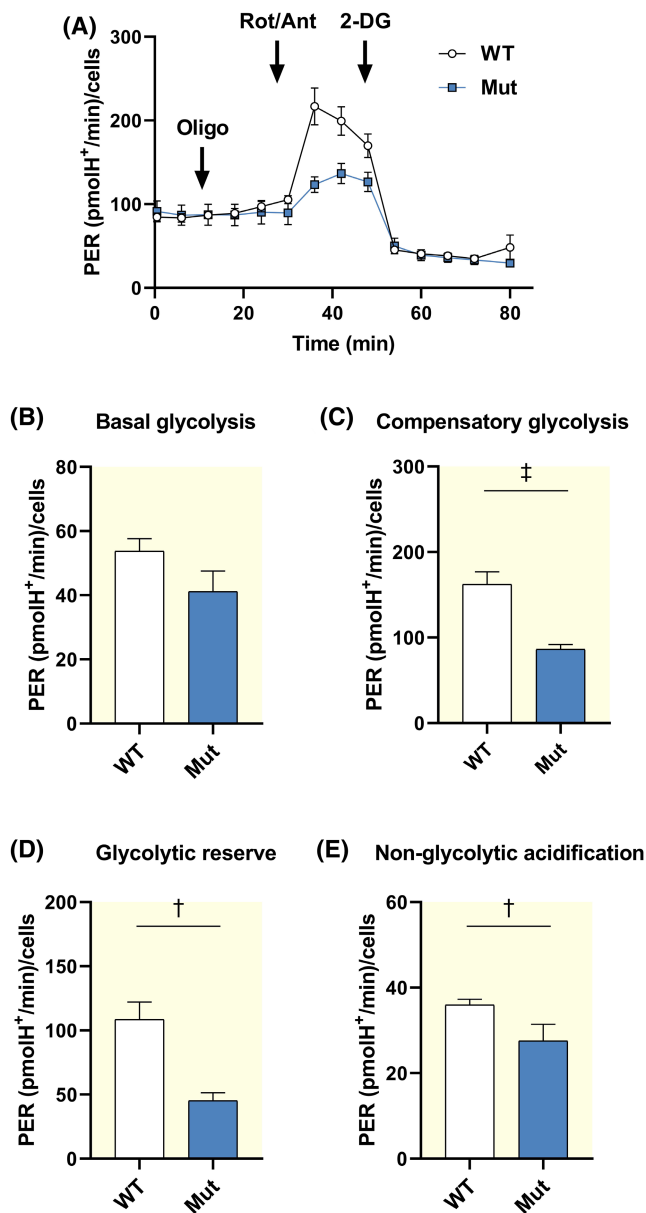 (A)
Rot/Ant
2-DG
Oligo
WT
Mut
PER (pmolH⁺/min)/cells
300
200
100
0
0
20
40
60
80
Time (min)
(B)
Basal glycolysis
PER (pmolH⁺/min)/cells
80
60
40
20
0
WT
Mut
(C)
Compensatory glycolysis
PER (pmolH⁺/min)/cells
300
200
100
0
‡
WT
Mut
(D)
Glycolytic reserve
PER (pmolH⁺/min)/cells
200
150
100
50
0
†
WT
Mut
(E)
Non-glycolytic acidification
PER (pmolH⁺/min)/cells
60
40
20
0
†
WT
Mut